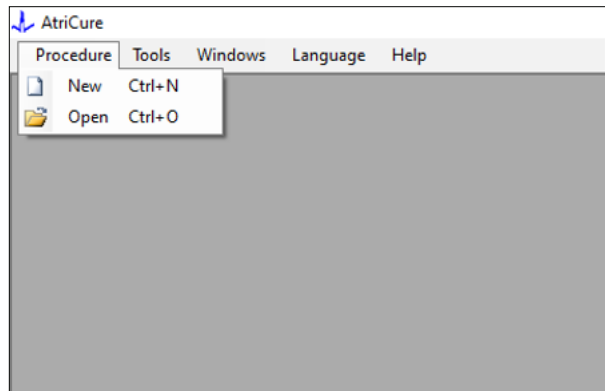 AtriCure
Procedure Tools Windows Language Help
New Ctrl+N
Open Ctrl+O